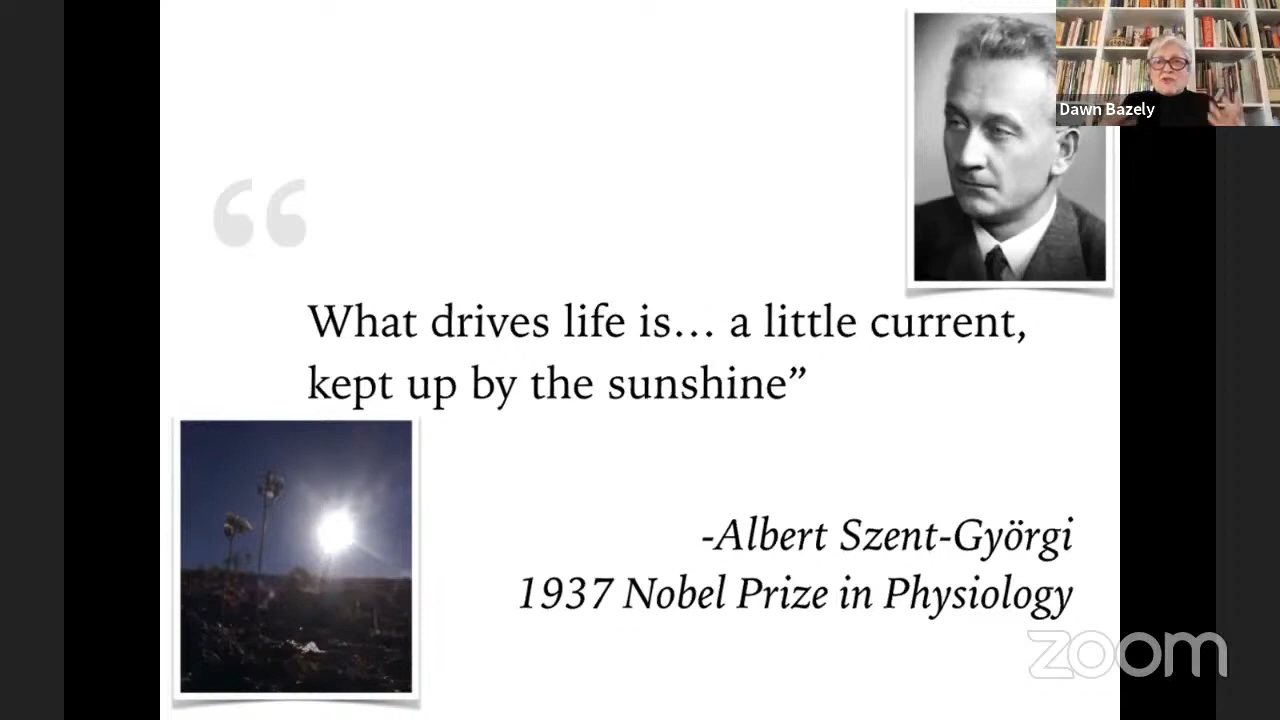 Dawn Bazely
“
What drives life is... a little current,
kept up by the sunshine”
-Albert Szent-Györgi
1937 Nobel Prize in Physiology
zoom